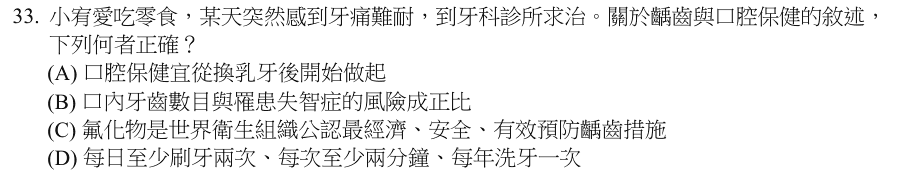 33. 小宥愛吃零食，某天突然感到牙痛難耐，到牙科診所求治。關於齲齒與口腔保健的敘述，
下列何者正確？
(A) 口腔保健宜從換乳牙後開始做起
(B) 口內牙齒數目與罹患失智症的風險成正比
(C) 氟化物是世界衛生組織公認最經濟、安全、有效預防齲齒措施
(D) 每日至少刷牙兩次、每次至少兩分鐘、每年洗牙一次